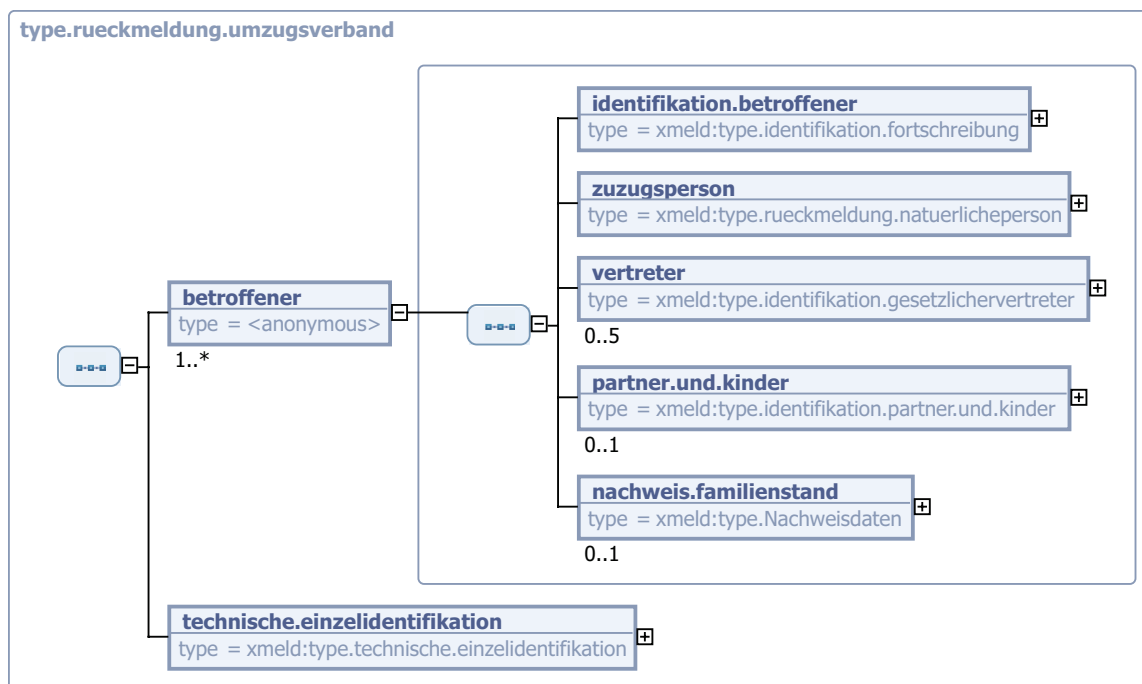 type.rueckmeldung.umzugsverband
identifikation.betroffener
type = xmeld:type.identifikation.fortschreibung
zuzugsperson
type = xmeld:type.rueckmeldung.natuerlicheperson
vertreter
type = xmeld:type.identifikation.gesetzlichervertreter
0..5
betroffener
type = <anonymous>
1..*
partner.und.kinder
type = xmeld:type.identifikation.partner.und.kinder
0..1
nachweis.familienstand
type = xmeld:type.Nachweisdaten
0..1
technische.einzelidentifikation
type = xmeld:type.technische.einzelidentifikation